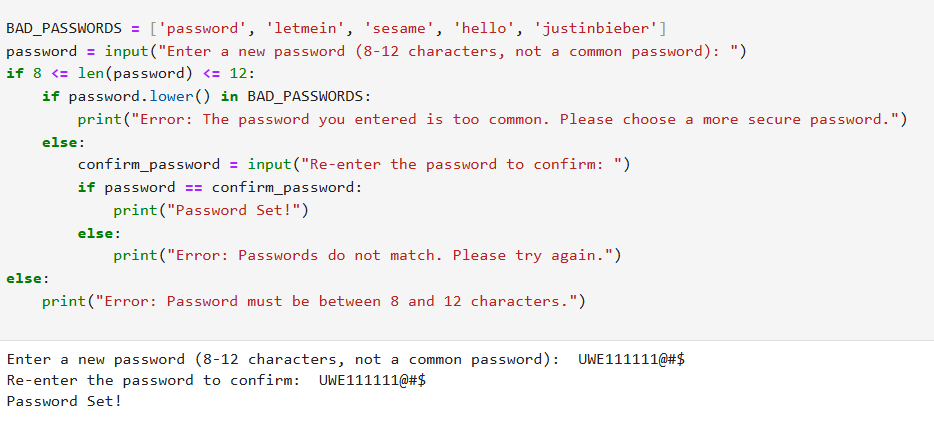 BAD_PASSWORDS = ['password', 'letmein', 'sesame', 'hello', 'justinbieber']
password = input("Enter a new password (8-12 characters, not a common password): ")
if 8 <= len(password) <= 12:
    if password.lower() in BAD_PASSWORDS:
        print("Error: The password you entered is too common. Please choose a more secure password.")
    else:
        confirm_password = input("Re-enter the password to confirm: ")
        if password == confirm_password:
            print("Password Set!")
        else:
            print("Error: Passwords do not match. Please try again.")
else:
    print("Error: Password must be between 8 and 12 characters.")
Enter a new password (8-12 characters, not a common password):  UWE111111@#$
Re-enter the password to confirm:  UWE111111@#$
Password Set!